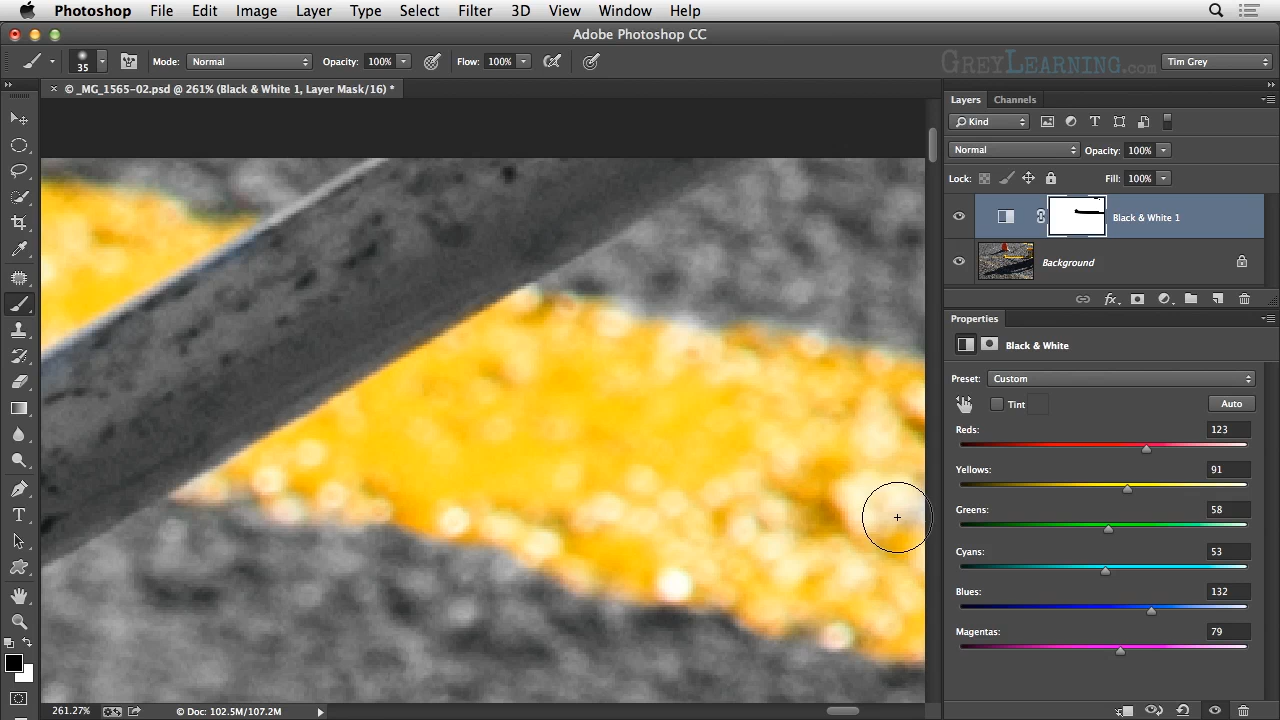 Photoshop File Edit Image Layer Type Select Filter 3D View Window Help
Adobe Photoshop CC
35 Mode: Normal Opacity: 100% Flow: 100% GREYLEARNING.com Tim Grey
× © _MG_1565-02.psd @ 261% (Black & White 1, Layer Mask/16) *
Layers Channels
Kind
Normal Opacity: 100%
Lock: Fill: 100%
Black & White 1
Background
fx
Properties
Black & White
Preset: Custom
Tint Auto
Reds: 123
Yellows: 91
Greens: 58
Cyans: 53
Blues: 132
Magentas: 79
261.27% © Doc: 102.5M/107.2M